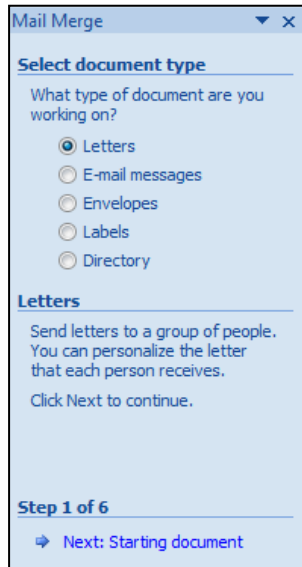 Mail Merge
Select document type
What type of document are you
working on?
Letters
E-mail messages
Envelopes
Labels
Directory
Letters
Send letters to a group of people.
You can personalize the letter
that each person receives.
Click Next to continue.
Step 1 of 6
Next: Starting document